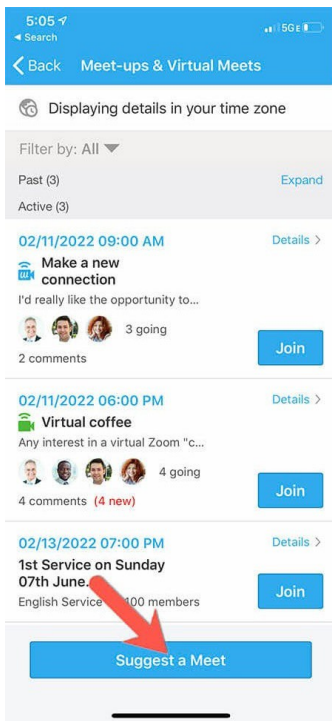 5:05
5G E
◀ Search
Back Meet-ups & Virtual Meets
Displaying details in your time zone
Filter by: All
Past (3) Expand
Active (3)
02/11/2022 09:00 AM Details >
Make a new
connection
I'd really like the opportunity to...
3 going
Join
2 comments
02/11/2022 06:00 PM Details >
Virtual coffee
Any interest in a virtual Zoom "c...
4 going
Join
4 comments (4 new)
02/13/2022 07:00 PM Details >
1st Service on Sunday
07th June.
Join
English Service 100 members
Suggest a Meet